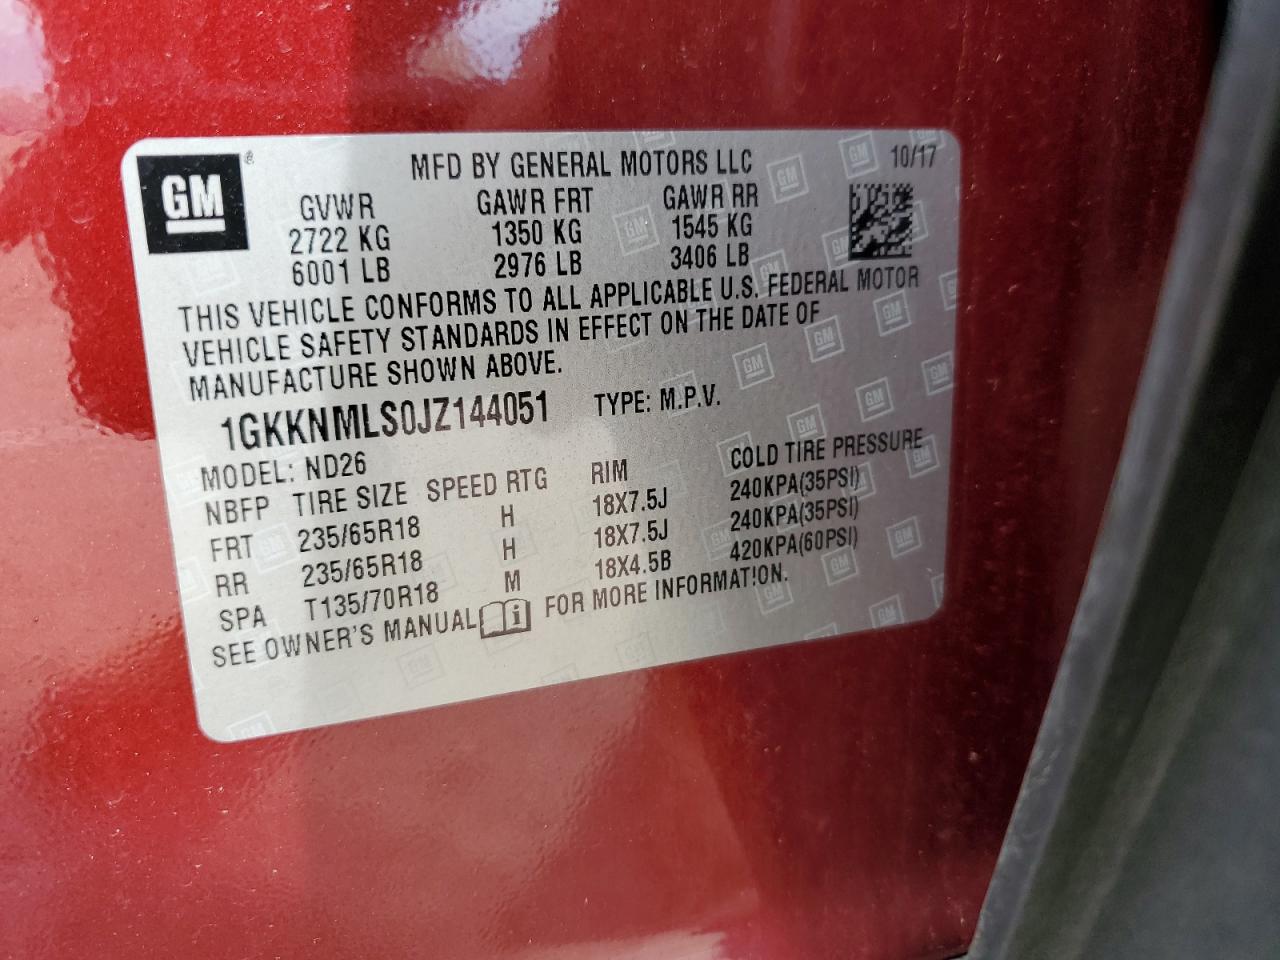 GM®
MFD BY GENERAL MOTORS LLC 10/17
GVWR GAWR FRT GAWR RR
2722 KG 1350 KG 1545 KG
6001 LB 2976 LB 3406 LB
THIS VEHICLE CONFORMS TO ALL APPLICABLE U.S. FEDERAL MOTOR
VEHICLE SAFETY STANDARDS IN EFFECT ON THE DATE OF
MANUFACTURE SHOWN ABOVE.
1GKKNMLS0JZ144051 TYPE: M.P.V.
MODEL: ND26
NBFP TIRE SIZE SPEED RTG RIM COLD TIRE PRESSURE
FRT 235/65R18 H 18X7.5J 240KPA(35PSI)
RR 235/65R18 H 18X7.5J 240KPA(35PSI)
SPA T135/70R18 M 18X4.5B 420KPA(60PSI)
SEE OWNER'S MANUAL i FOR MORE INFORMATION.